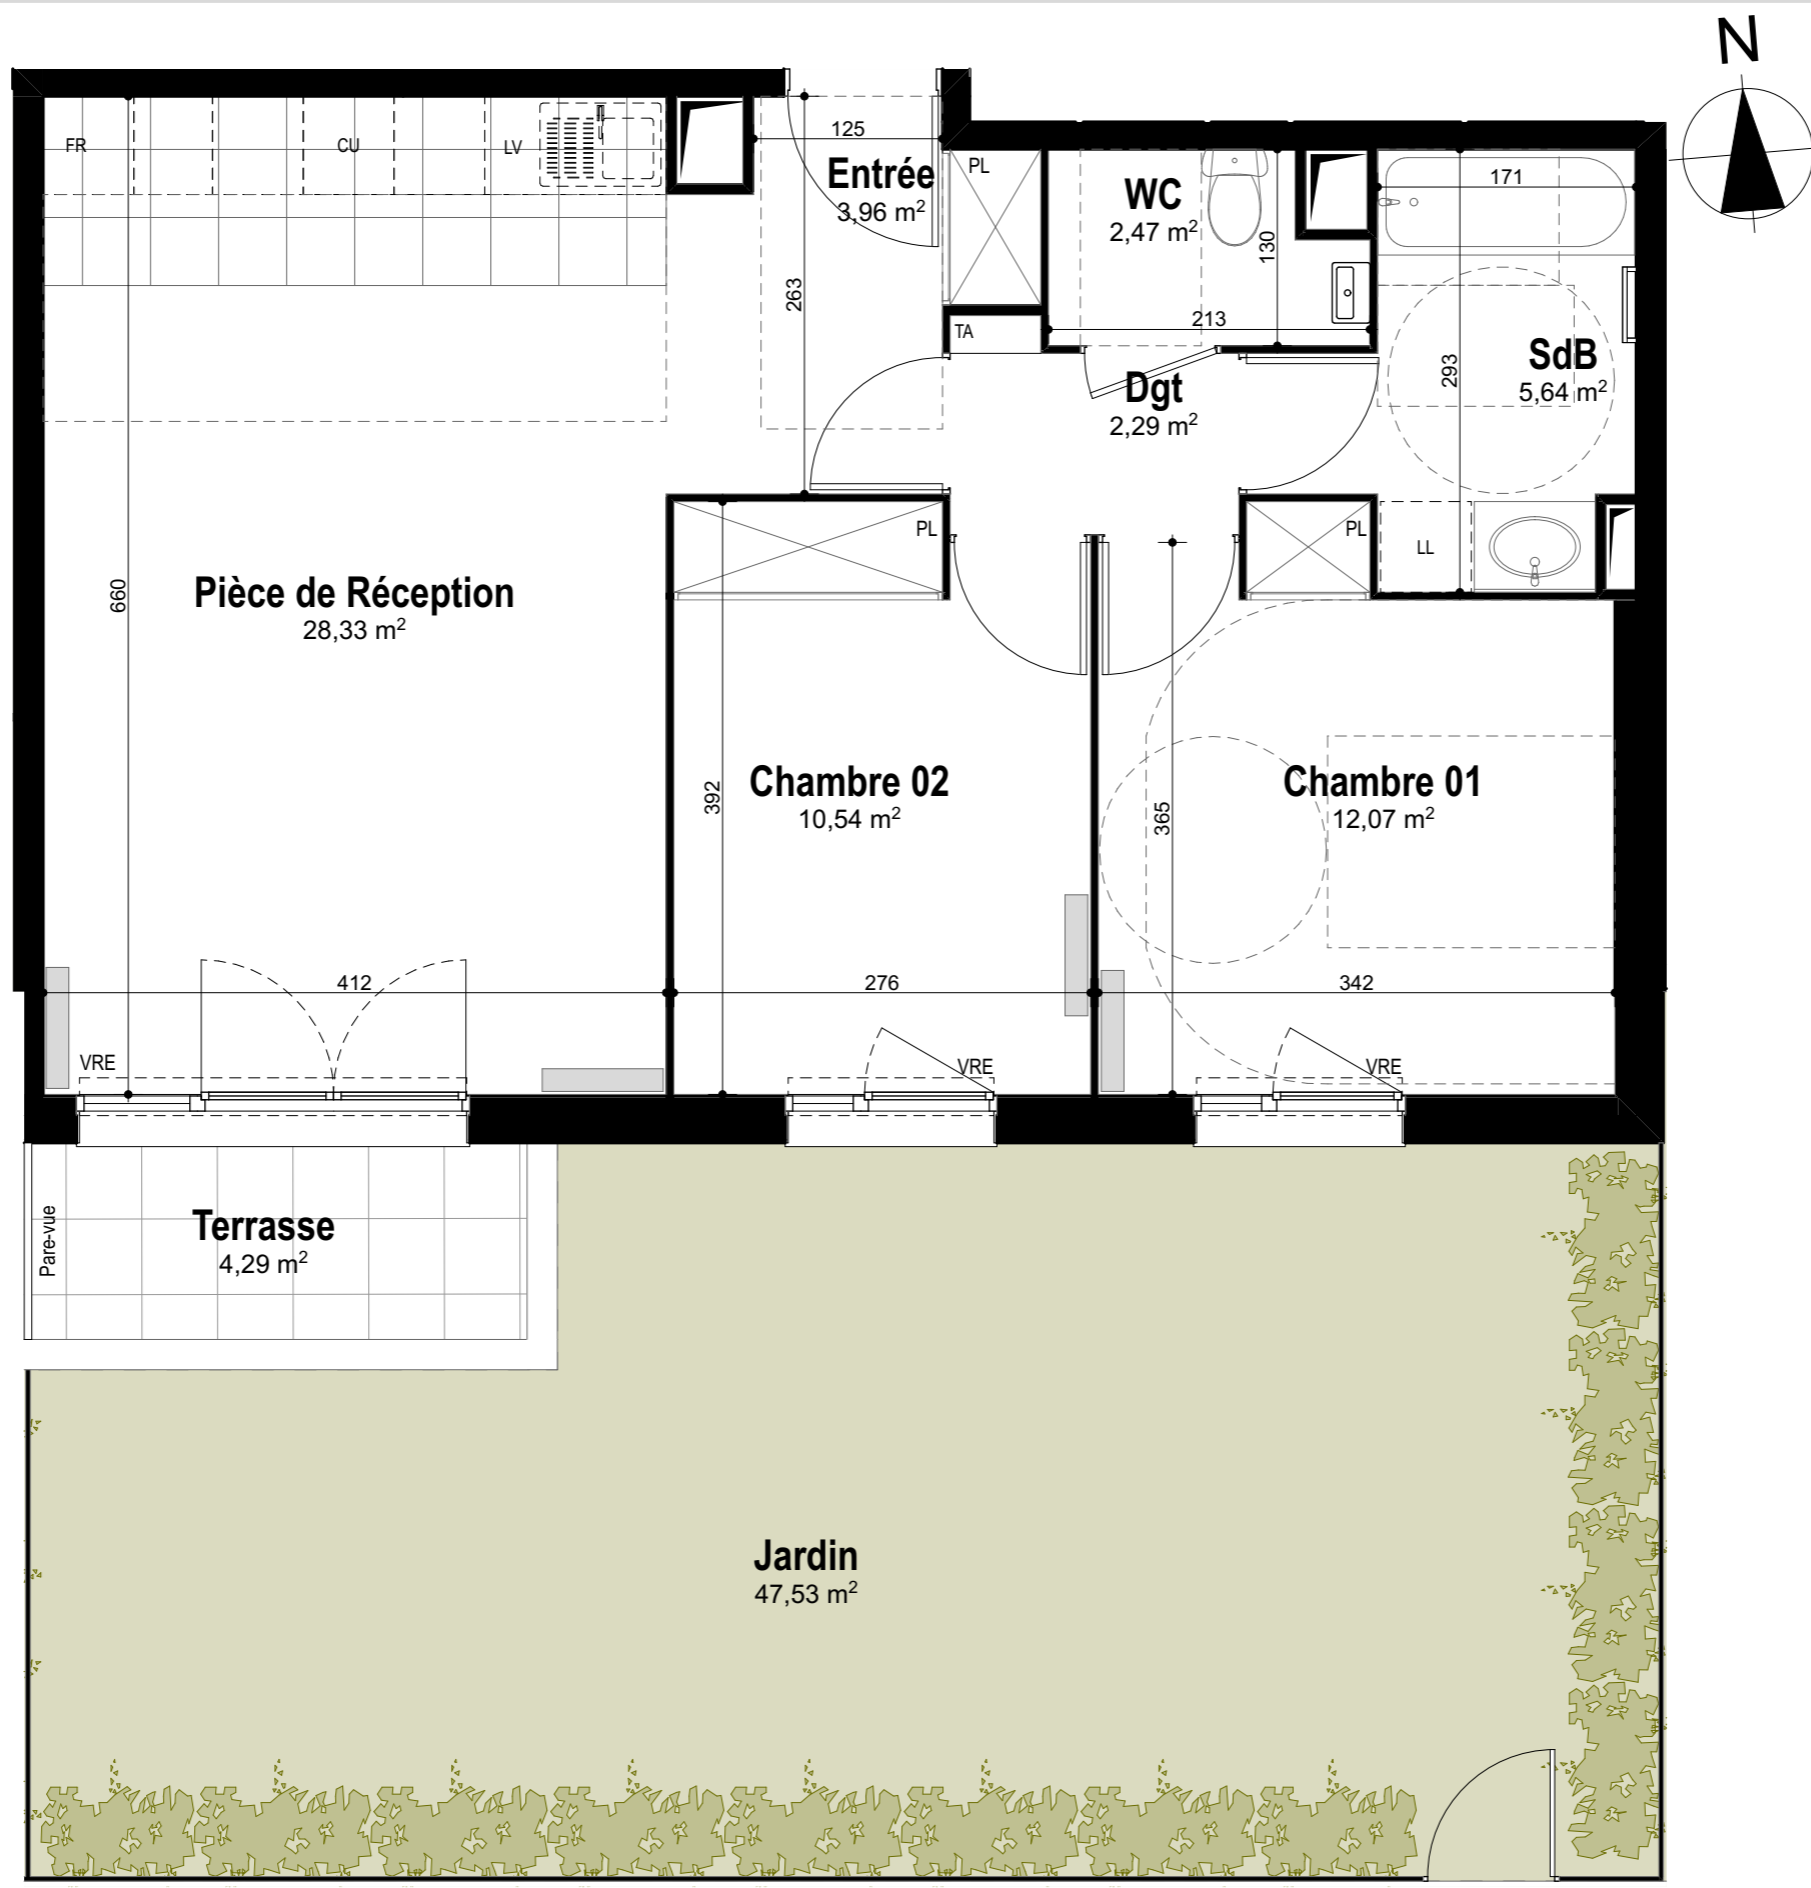 N
FR
CU
LV
125
Entrée
3,96 m²
PL
WC
2,47 m²
130
171
263
213
TA
SdB
5,64 m²
293
Dgt
2,29 m²
PL
PL
LL
660
Pièce de Réception
28,33 m²
392
Chambre 02
10,54 m²
365
Chambre 01
12,07 m²
412
276
342
VRE
VRE
VRE
Pare-vue
Terrasse
4,29 m²
Jardin
47,53 m²